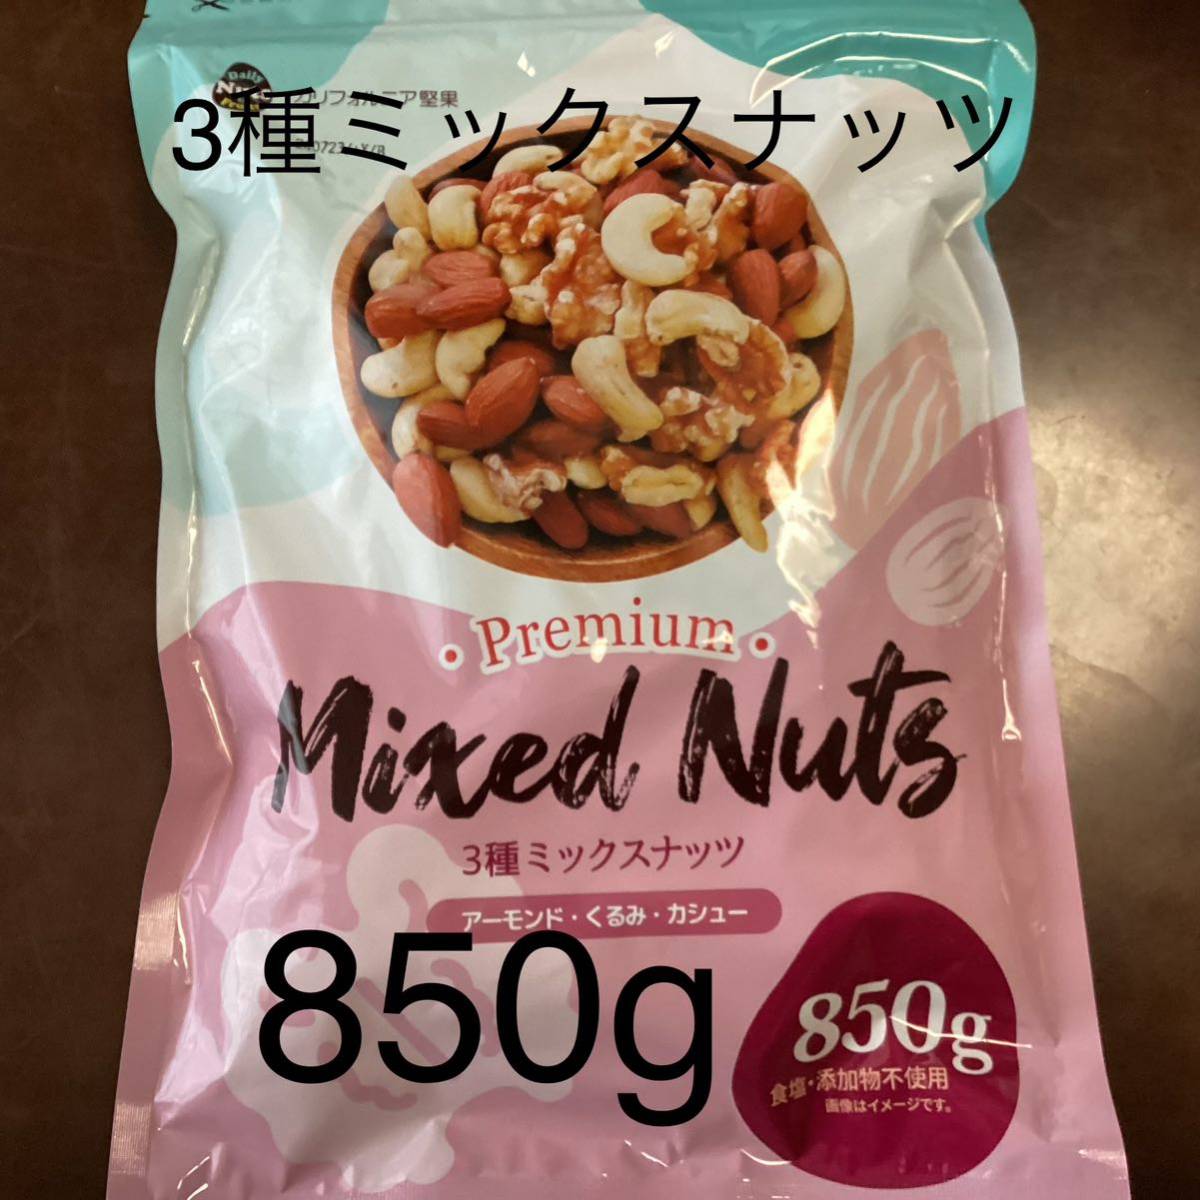 Daily
カリフォルニア堅果
3種ミックスナッツ
Premium
Mixed Nuts
3種ミックスナッツ
アーモンド・くるみ・カシュー
850g
850g
食塩・添加物不使用
画像はイメージです。